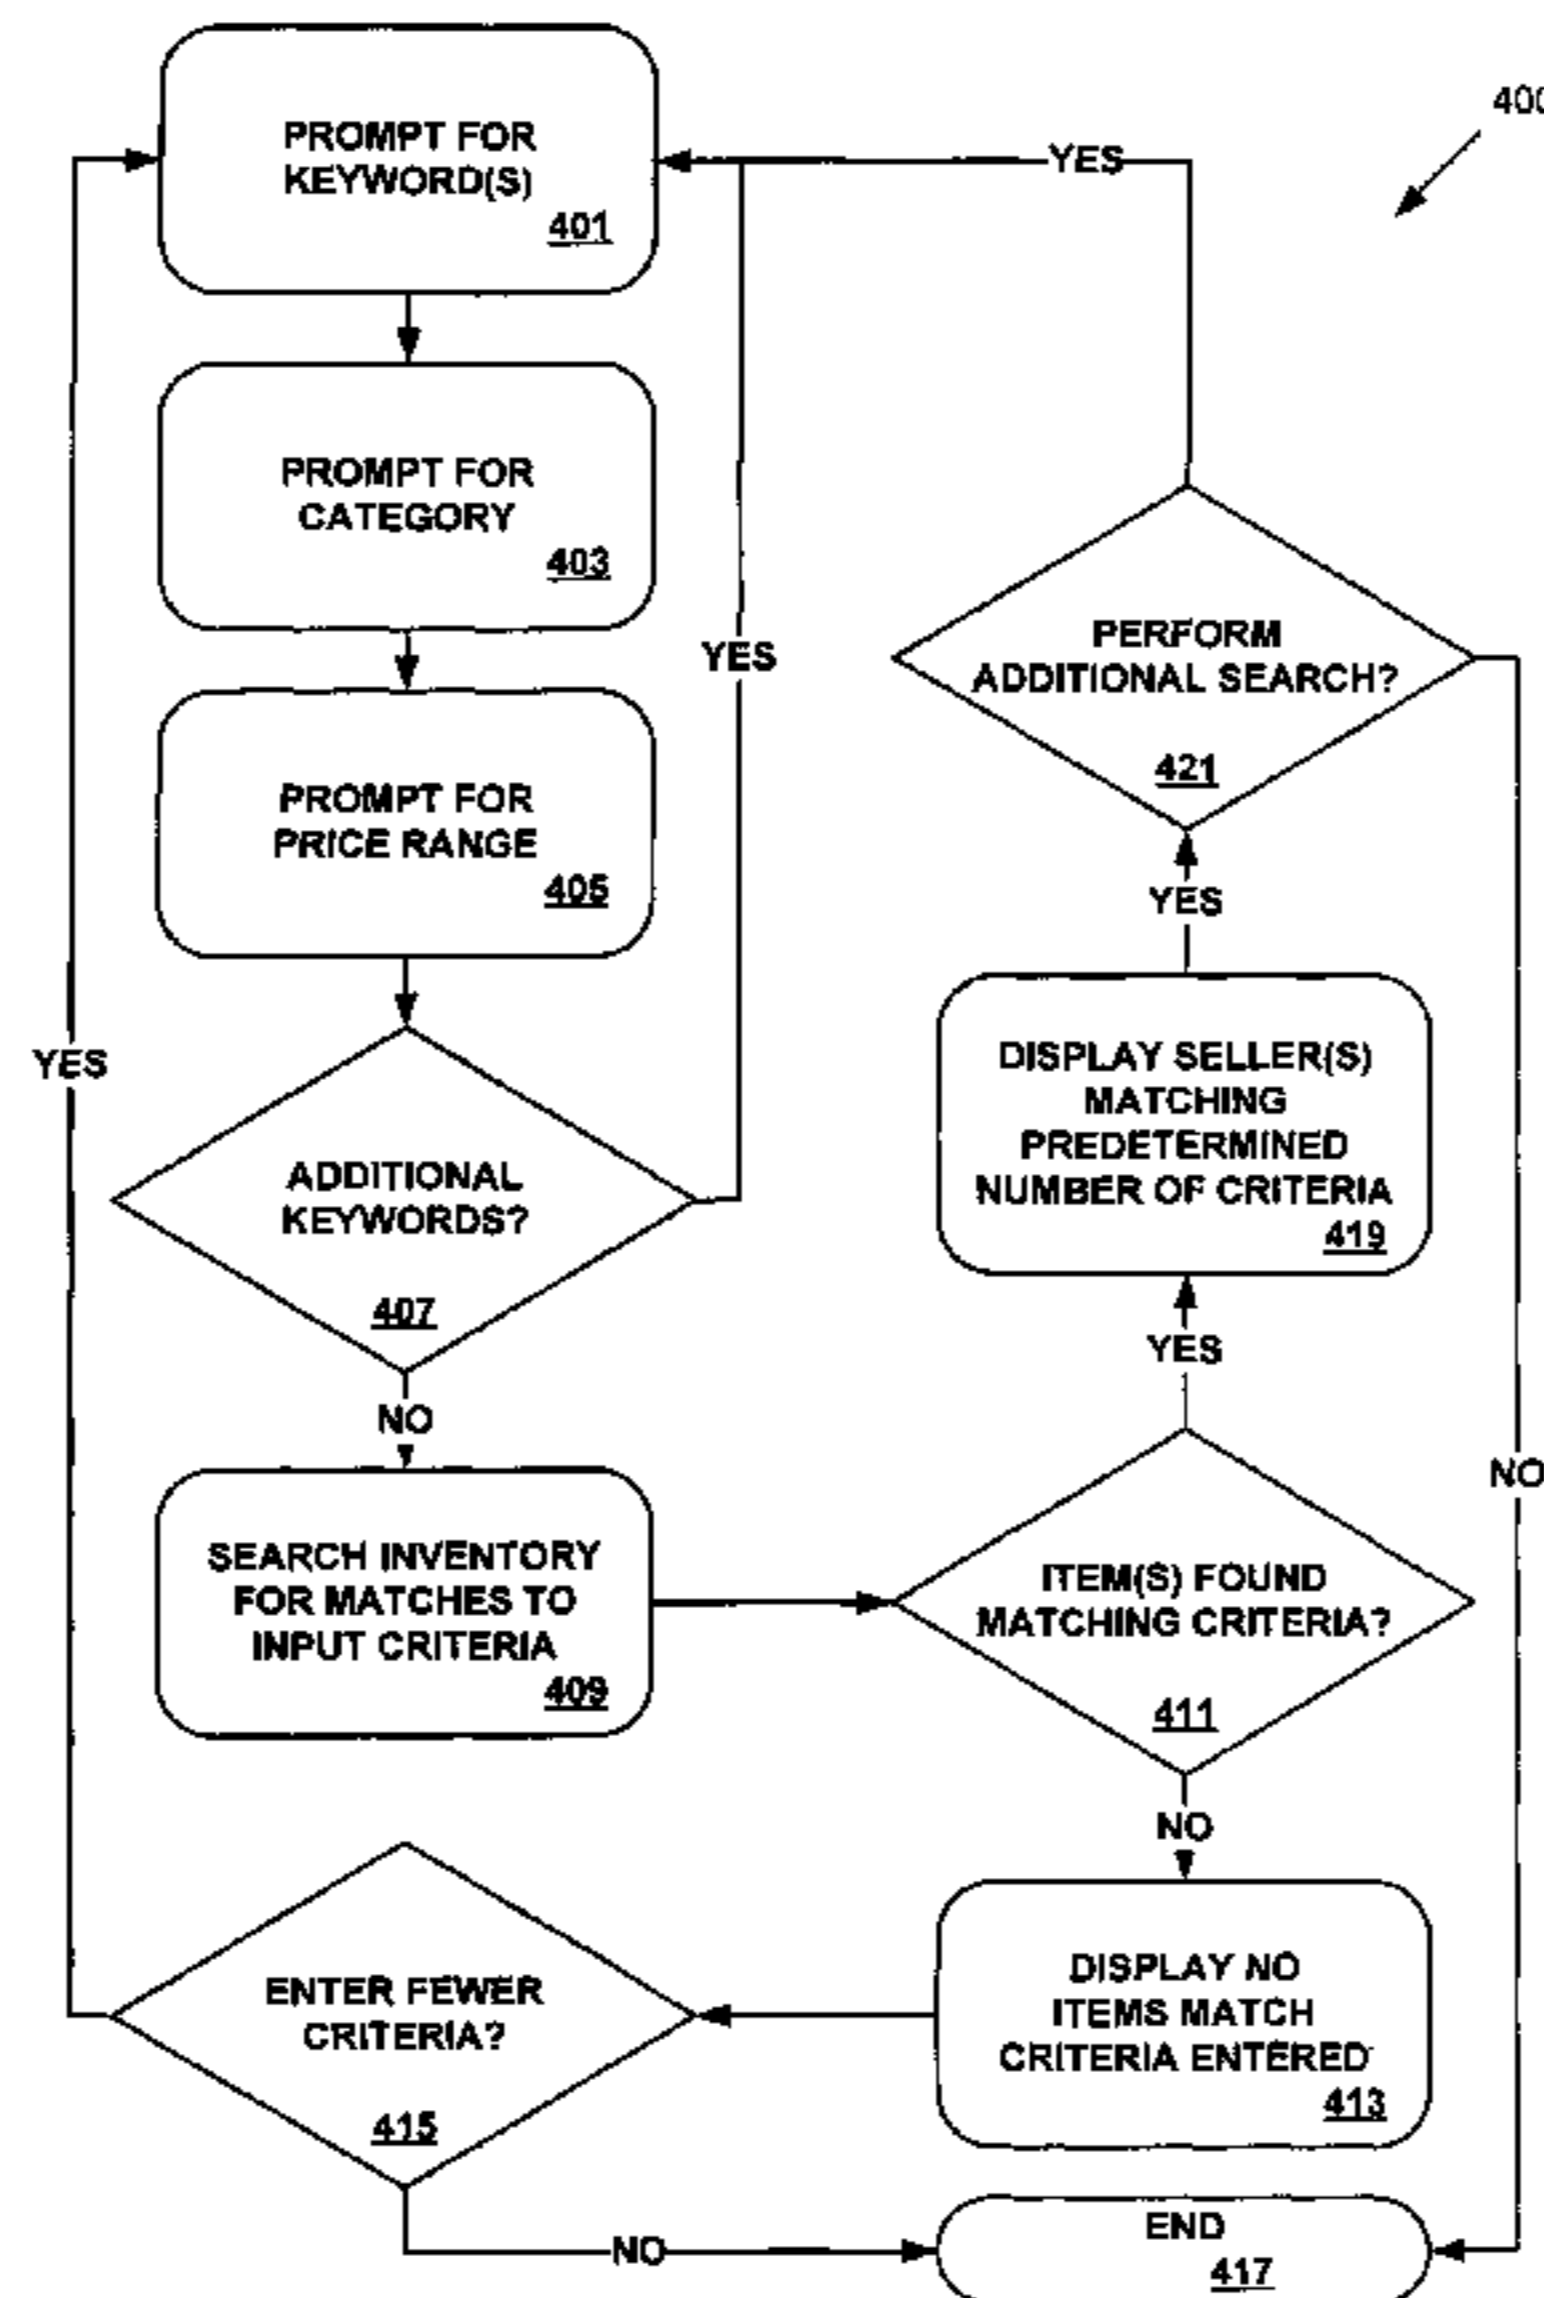 PROMPT FOR
KEYWORD(S)
401
400
YES
PROMPT FOR
CATEGORY
403
YES
PERFORM
ADDITIONAL SEARCH?
421
PROMPT FOR
PRICE RANGE
405
YES
YES
DISPLAY SELLER(S)
MATCHING
PREDETERMINED
NUMBER OF CRITERIA
419
ADDITIONAL
KEYWORDS?
407
YES
NO
NO
SEARCH INVENTORY
FOR MATCHES TO
INPUT CRITERIA
409
ITEM(S) FOUND
MATCHING CRITERIA?
411
NO
DISPLAY NO
ITEMS MATCH
CRITERIA ENTERED
413
ENTER FEWER
CRITERIA?
415
NO
END
417